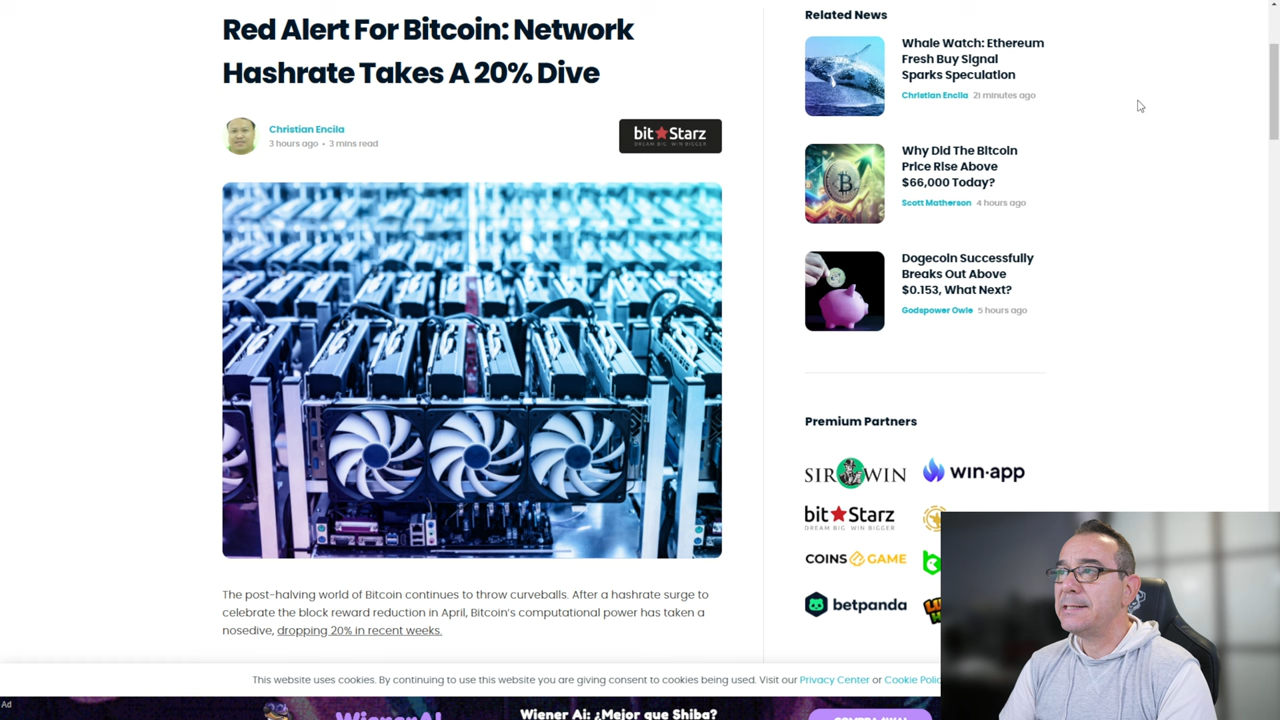 Red Alert For Bitcoin: Network
Hashrate Takes A 20% Dive
Christian Encila
3 hours ago • 3 mins read
bitSTARZ
DREAM BIG. WIN BIGGER
The post-halving world of Bitcoin continues to throw curveballs. After a hashrate surge to
celebrate the block reward reduction in April, Bitcoin's computational power has taken a
nosedive, dropping 20% in recent weeks.
Related News
Whale Watch: Ethereum
Fresh Buy Signal
Sparks Speculation
Christian Encila 21 minutes ago
Why Did The Bitcoin
Price Rise Above
$66,000 Today?
Scott Matherson 4 hours ago
Dogecoin Successfully
Breaks Out Above
$0.153, What Next?
Godspower Owie 5 hours ago
Premium Partners
SIR WIN
win·app
bit Starz
DREAM BIG. WIN BIGGER
COINS GAME
betpanda
This website uses cookies. By continuing to use this website you are giving consent to cookies being used. Visit our Privacy Center or
Ad
WienerAI
Wiener Ai: ¿Mejor que Shiba?